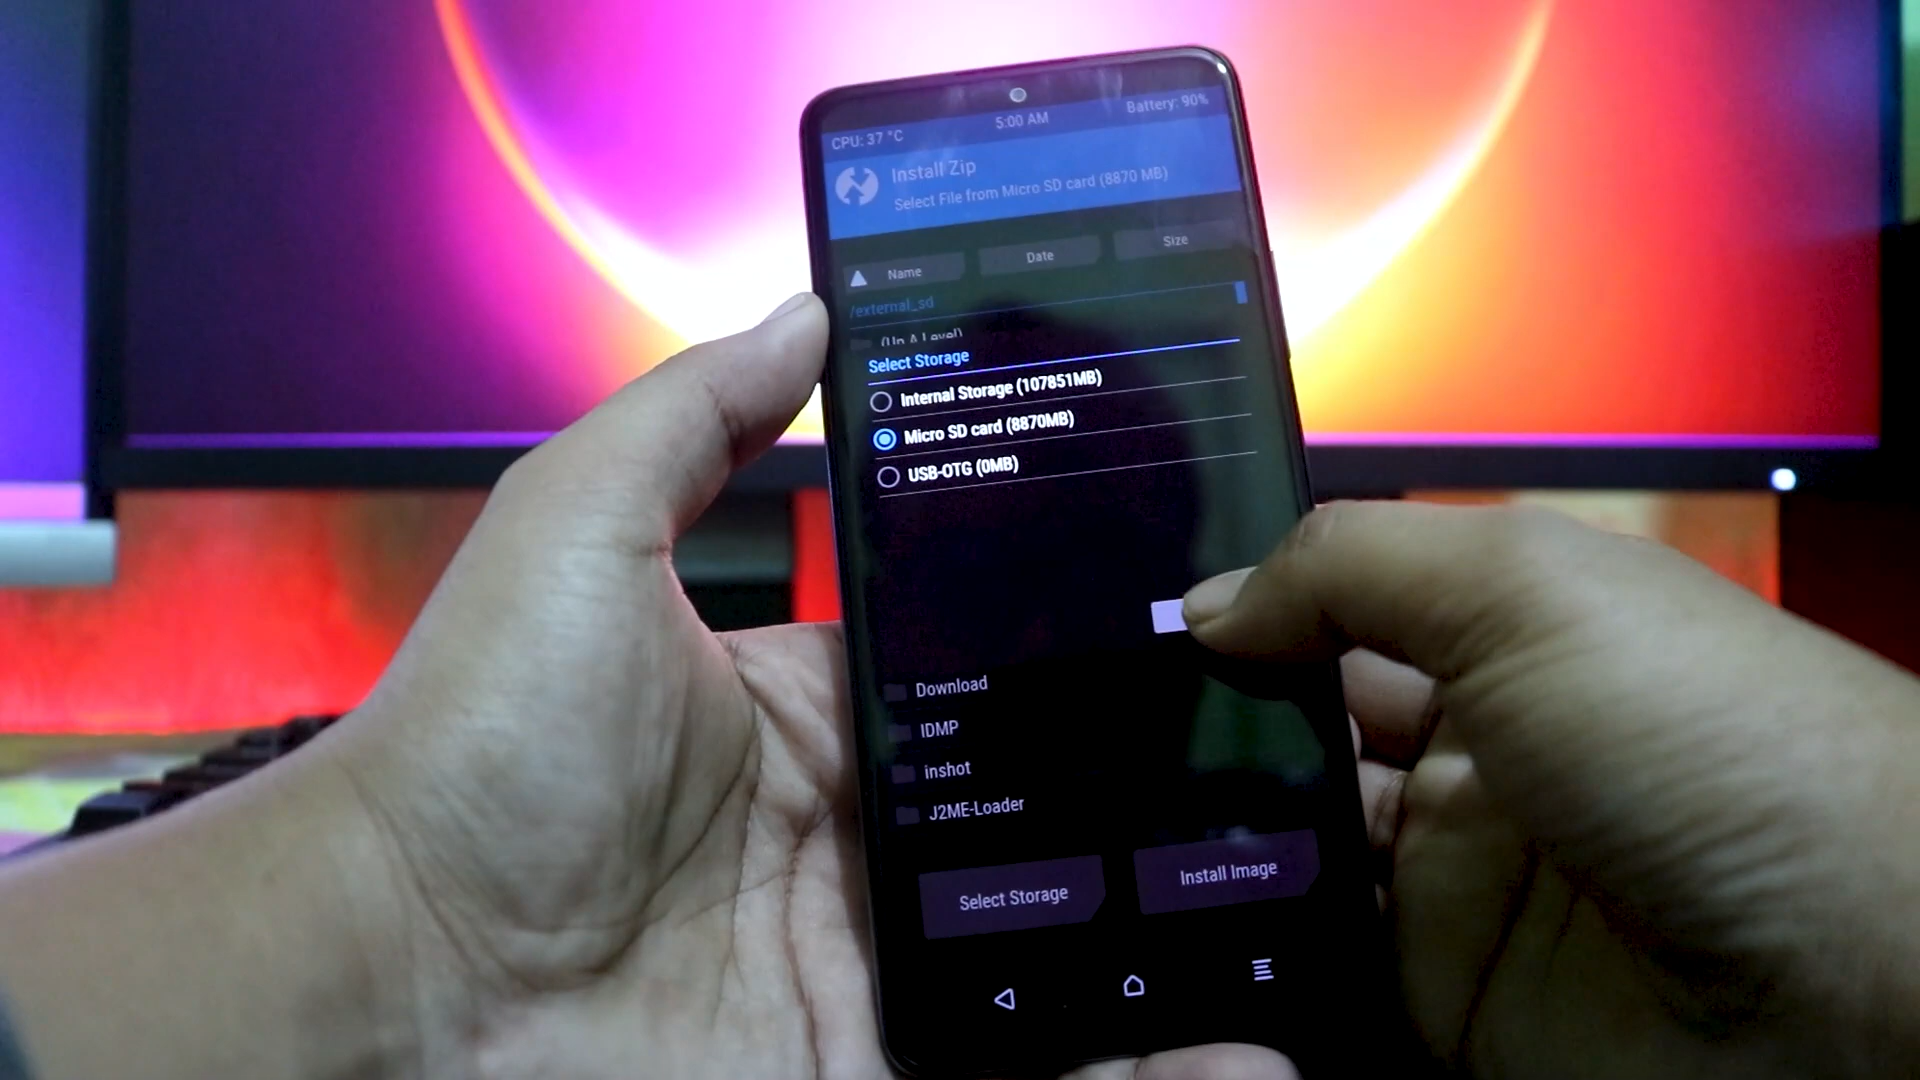 CPU: 37 °C
5:00 AM
Battery: 90%
Install Zip
Select File from Micro SD card (8870 MB)
Name
Date
Size
/external_sd
(Up A Level)
Select Storage
Internal Storage (107851MB)
Micro SD card (8870MB)
USB-OTG (0MB)
Download
IDMP
inshot
J2ME-Loader
Select Storage
Install Image